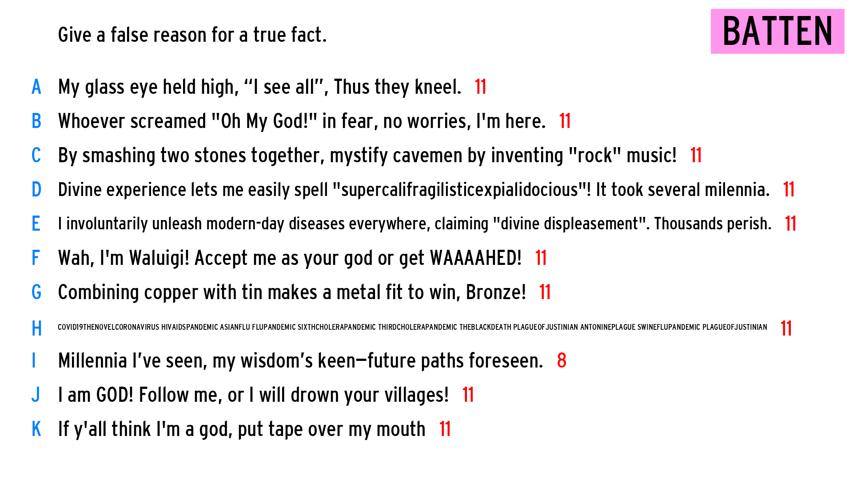 Give a false reason for a true fact.
BATTEN
A My glass eye held high, “I see all”, Thus they kneel. 11
B Whoever screamed "Oh My God!" in fear, no worries, I'm here. 11
C By smashing two stones together, mystify cavemen by inventing "rock" music! 11
D Divine experience lets me easily spell "supercalifragilisticexpialidocious"! It took several milennia. 11
E I involuntarily unleash modern-day diseases everywhere, claiming "divine displeasement". Thousands perish. 11
F Wah, I'm Waluigi! Accept me as your god or get WAAAAHED! 11
G Combining copper with tin makes a metal fit to win, Bronze! 11
H COVID19THENOVELCORONAVIRUS HIVAIDSPANDEMIC ASIANFLU FLUPANDEMIC SIXTHCHOLERAPANDEMIC THIRDCHOLERAPANDEMIC THEBLACKDEATH PLAGUEOFJUSTINIAN ANTONINEPLAGUE SWINEFLUPANDEMIC PLAGUEOFJUSTINIAN 11
I Millennia I’ve seen, my wisdom’s keen—future paths foreseen. 8
J I am GOD! Follow me, or I will drown your villages! 11
K If y'all think I'm a god, put tape over my mouth 11